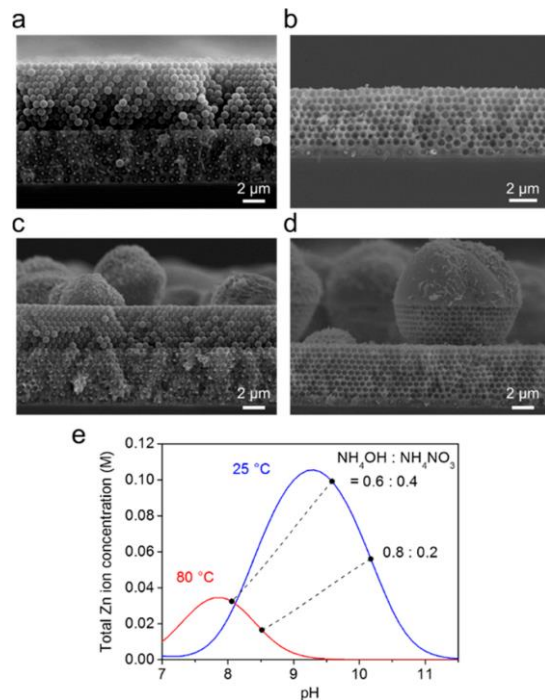 a
b
2 μm
2 μm
c
d
2 μm
2 μm
e
0.12
0.10
0.08
0.06
0.04
0.02
0.00
Total Zn ion concentration (M)
25 °C
80 °C
NH₄OH : NH₄NO₃
= 0.6 : 0.4
0.8 : 0.2
7 8 9 10 11
pH